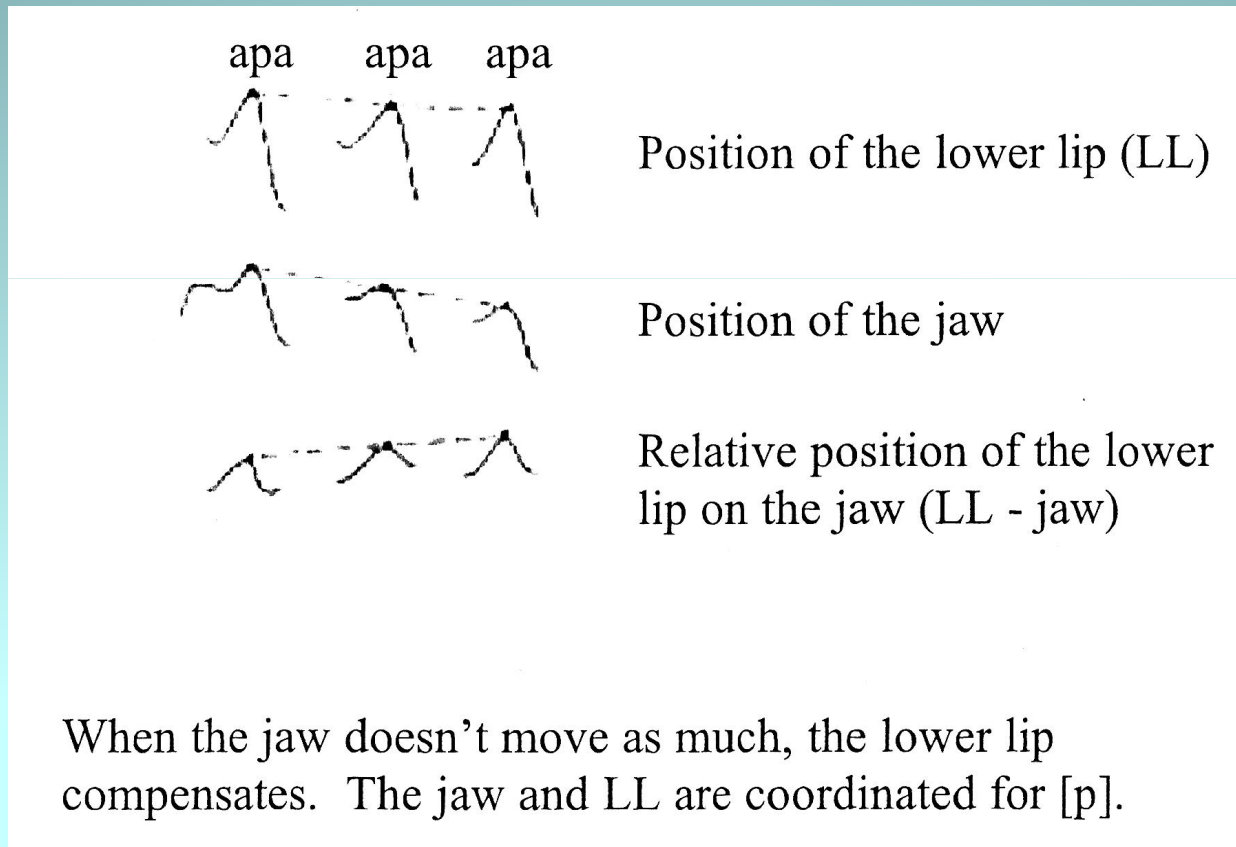 apa apa apa
Position of the lower lip (LL)
Position of the jaw
Relative position of the lower
lip on the jaw (LL - jaw)
When the jaw doesn’t move as much, the lower lip
compensates.  The jaw and LL are coordinated for [p].